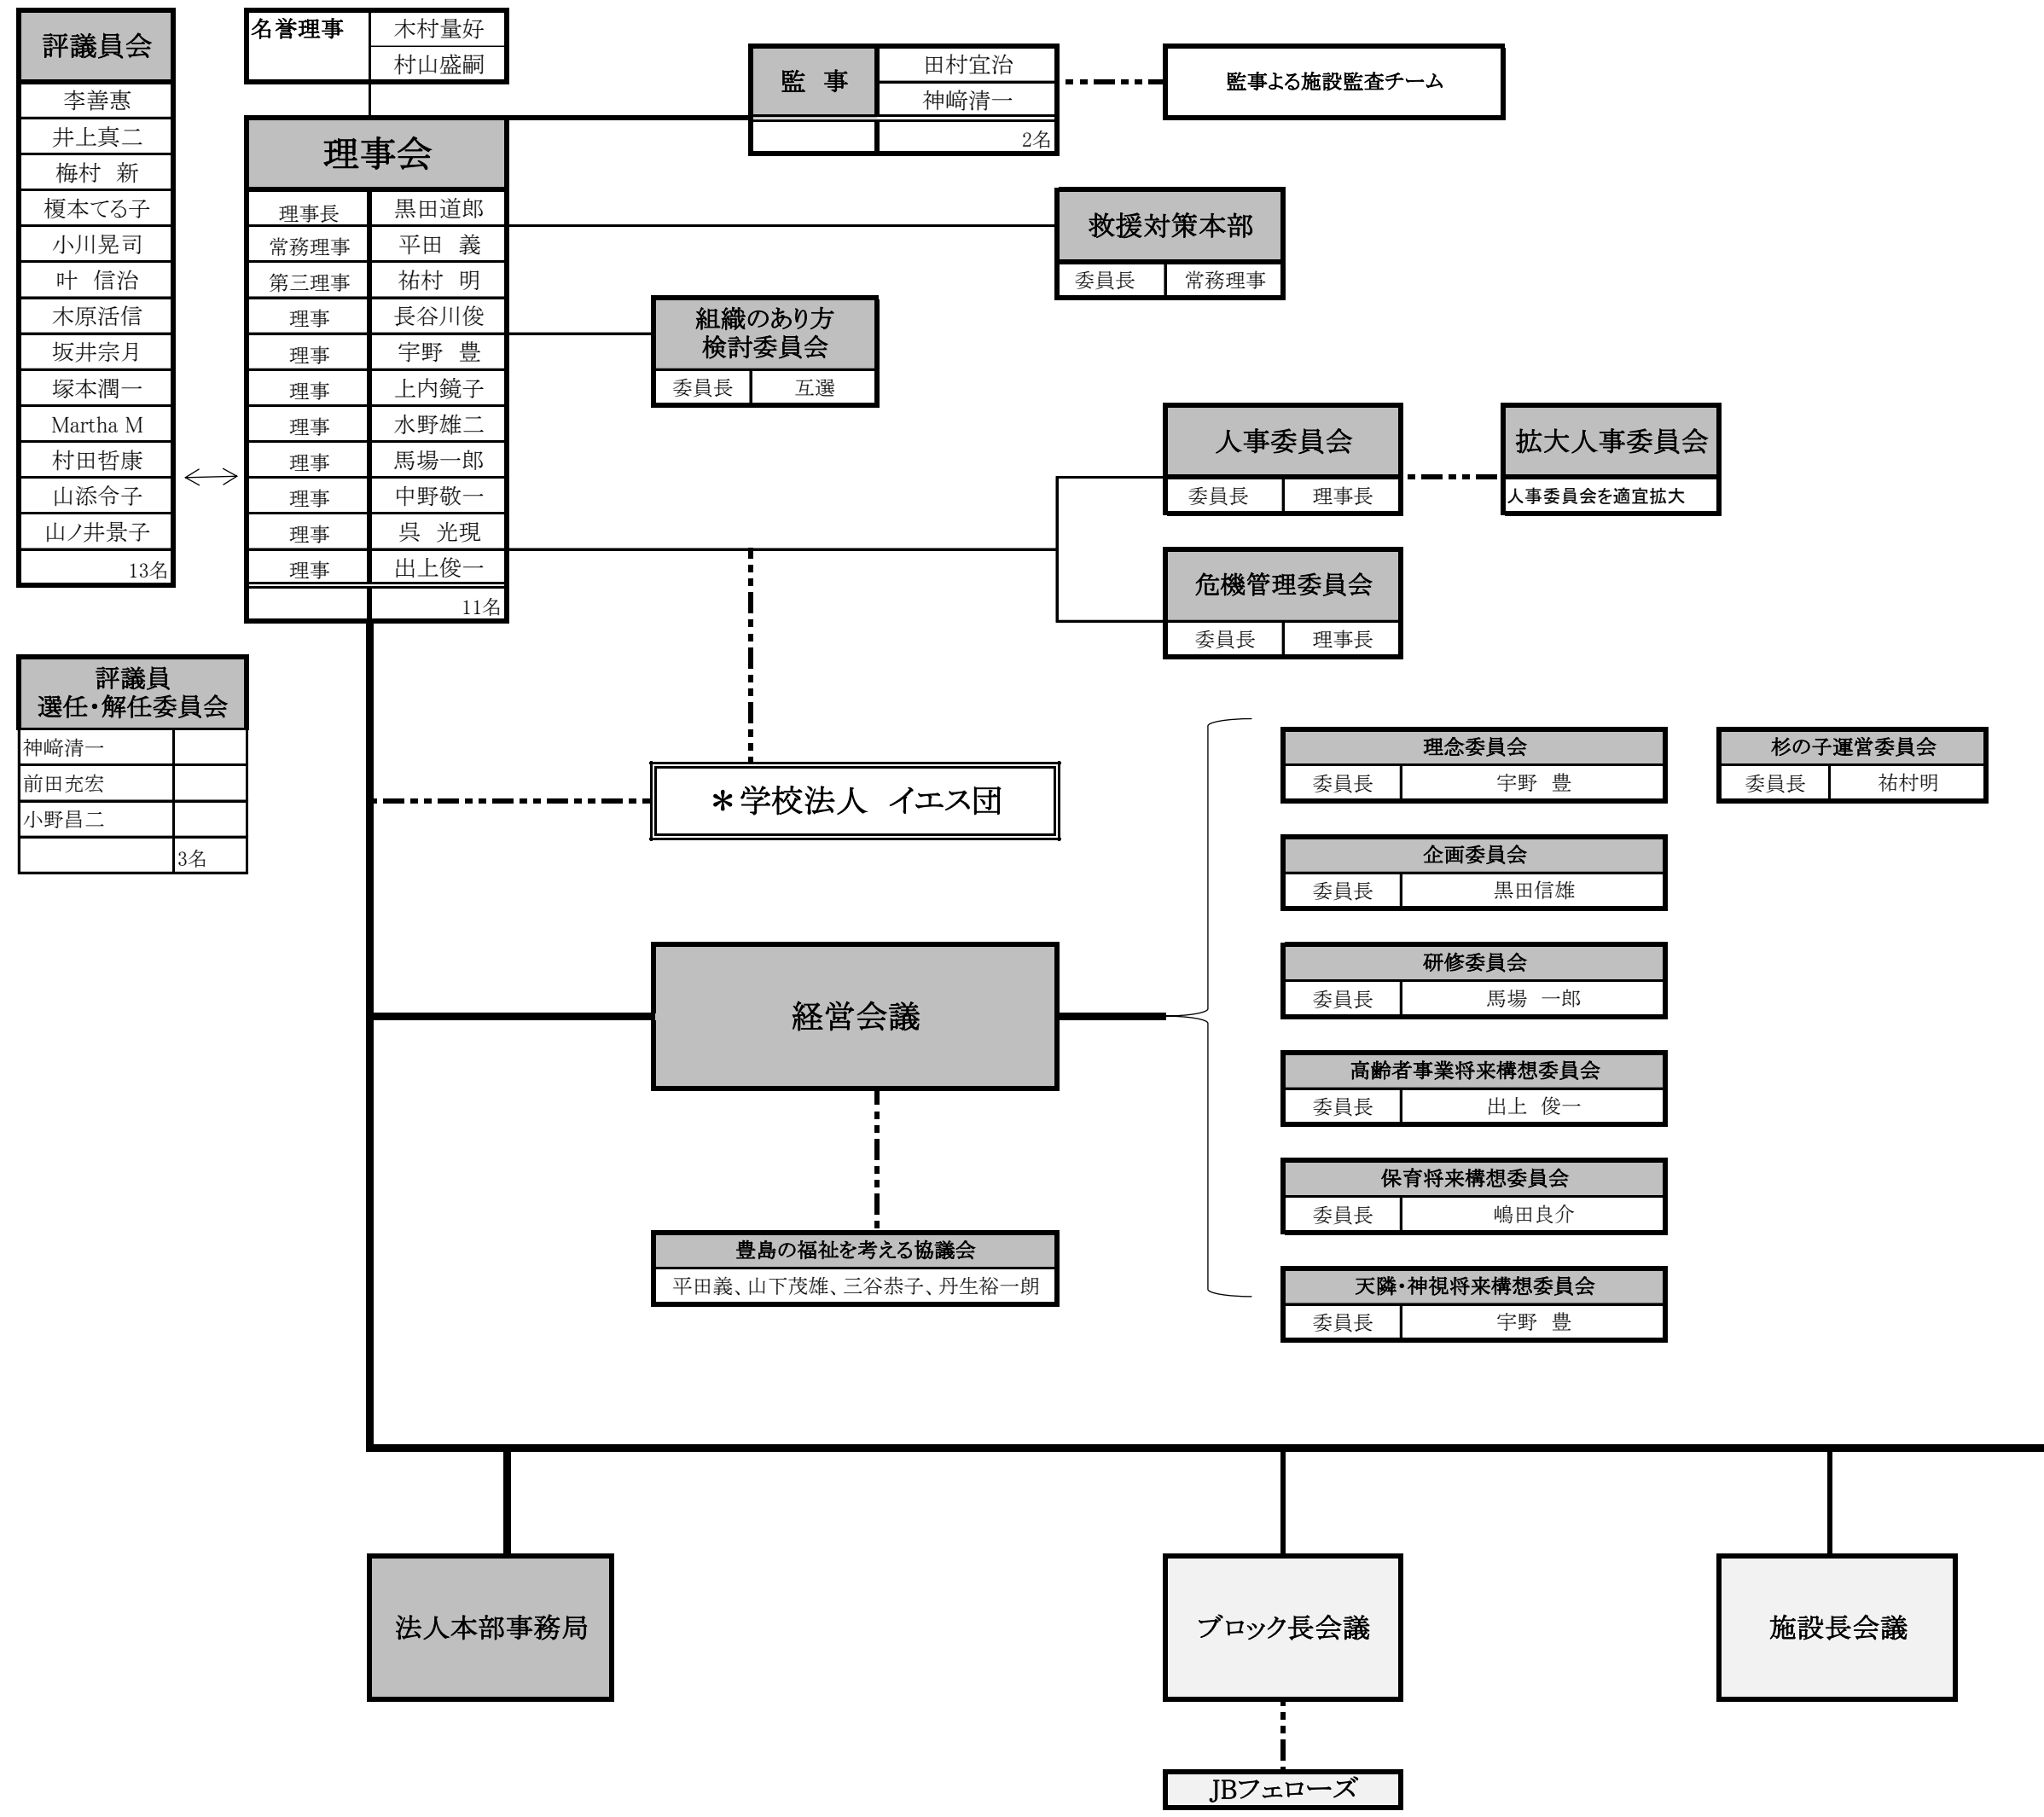 評議員会
李善惠
井上真二
梅村　新
榎本てる子
小川晃司
叶　信治
木原活信
坂井宗月
塚本潤一
Martha M
村田哲康
山添令子
山ノ井景子
13名
評議員
選任・解任委員会
神﨑清一
前田充宏
小野昌二
3名
名誉理事 木村量好
村山盛嗣
理事会
理事長 黒田道郎
常務理事 平田　義
第三理事 祐村　明
理事 長谷川俊
理事 宇野　豊
理事 上内鏡子
理事 水野雄二
理事 馬場一郎
理事 中野敬一
理事 呉　光現
理事 出上俊一
11名
監　事 田村宜治
神﨑清一
2名
監事よる施設監査チーム
救援対策本部
委員長 常務理事
組織のあり方
検討委員会
委員長 互選
人事委員会
委員長 理事長
拡大人事委員会
人事委員会を適宜拡大
危機管理委員会
委員長 理事長
＊学校法人　イエス団
経営会議
豊島の福祉を考える協議会
平田義、山下茂雄、三谷恭子、丹生裕一朗
理念委員会
委員長 宇野　豊
杉の子運営委員会
委員長 祐村明
企画委員会
委員長 黒田信雄
研修委員会
委員長 馬場　一郎
高齢者事業将来構想委員会
委員長 出上　俊一
保育将来構想委員会
委員長 嶋田良介
天隣・神視将来構想委員会
委員長 宇野　豊
法人本部事務局
ブロック長会議
施設長会議
JBフェローズ